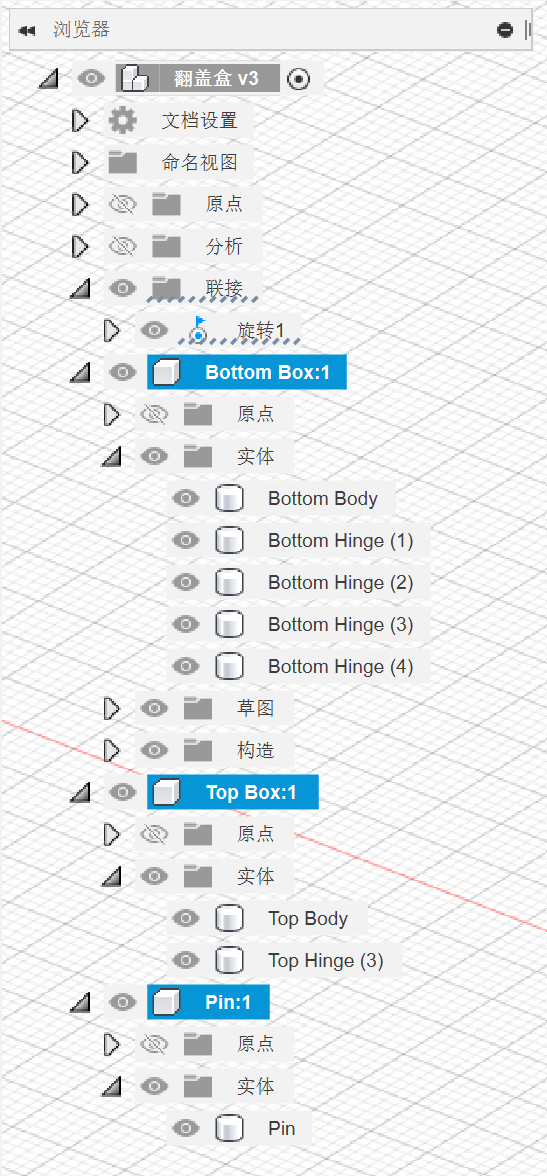 浏览器
翻盖盒 v3
文档设置
命名视图
原点
分析
联接
旋转1
Bottom Box:1
原点
实体
Bottom Body
Bottom Hinge (1)
Bottom Hinge (2)
Bottom Hinge (3)
Bottom Hinge (4)
草图
构造
Top Box:1
原点
实体
Top Body
Top Hinge (3)
Pin:1
原点
实体
Pin